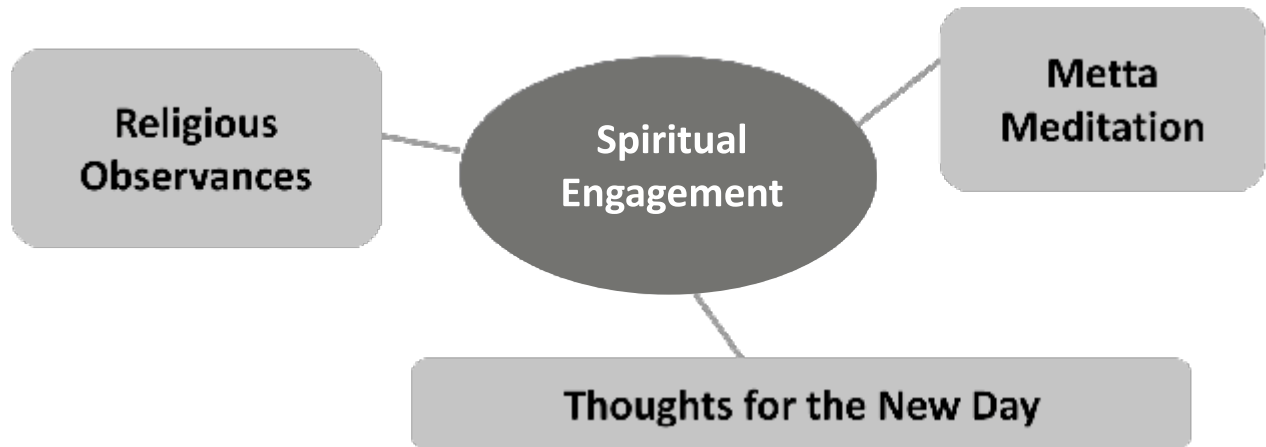 Religious
Observances
Spiritual
Engagement
Metta
Meditation
Thoughts for the New Day